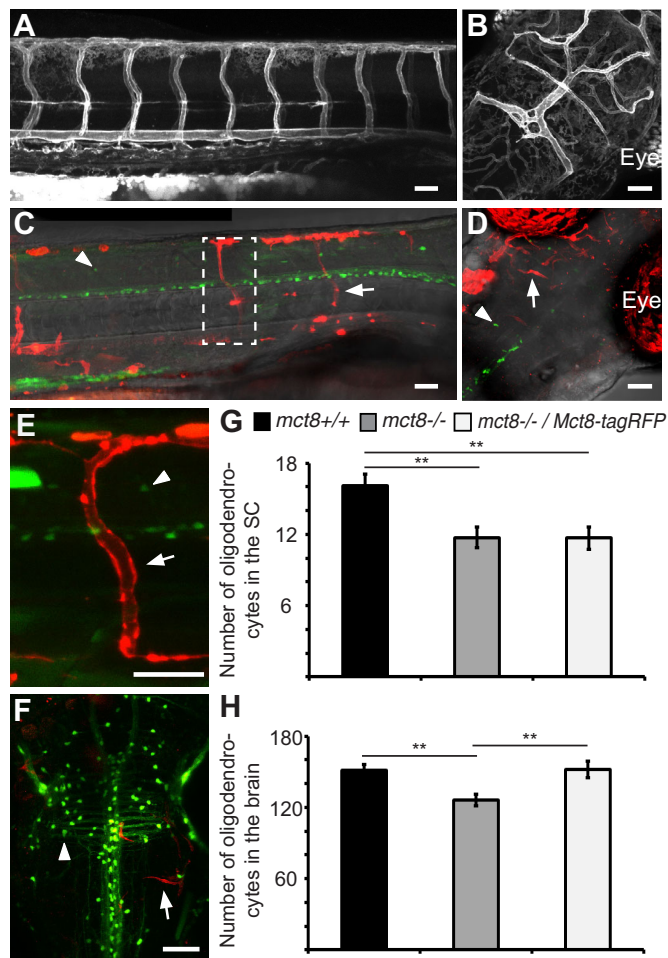 A
B
Eye
C
D
Eye
E
G
mct8+/+ mct8-/- mct8-/- / Mct8-tagRFP
**
**
18
12
6
Number of oligodendro-
cytes in the SC
F
H
**
**
180
120
60
Number of oligodendro-
cytes in the brain